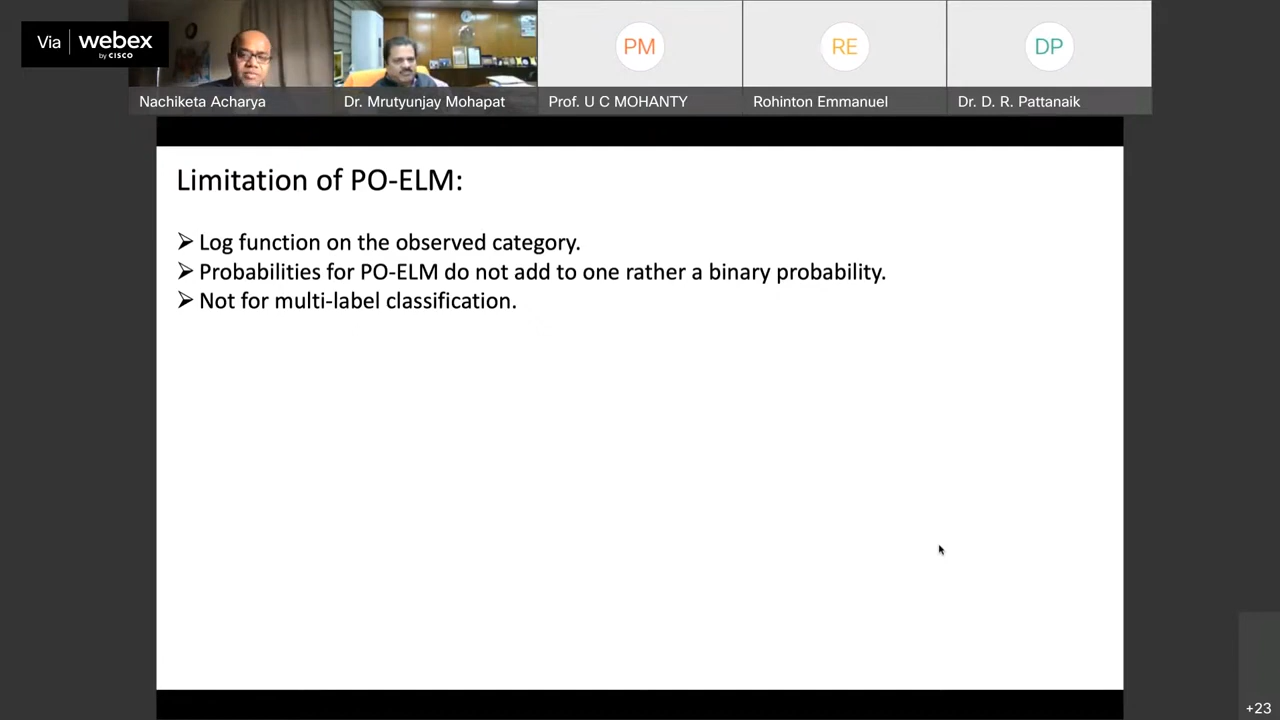 Via webex
by CISCO
Nachiketa Acharya
Dr. Mrutyunjay Mohapat
PM
Prof. U C MOHANTY
RE
Rohinton Emmanuel
DP
Dr. D. R. Pattanaik
Limitation of PO-ELM:
➢ Log function on the observed category.
➢ Probabilities for PO-ELM do not add to one rather a binary probability.
➢ Not for multi-label classification.
+23